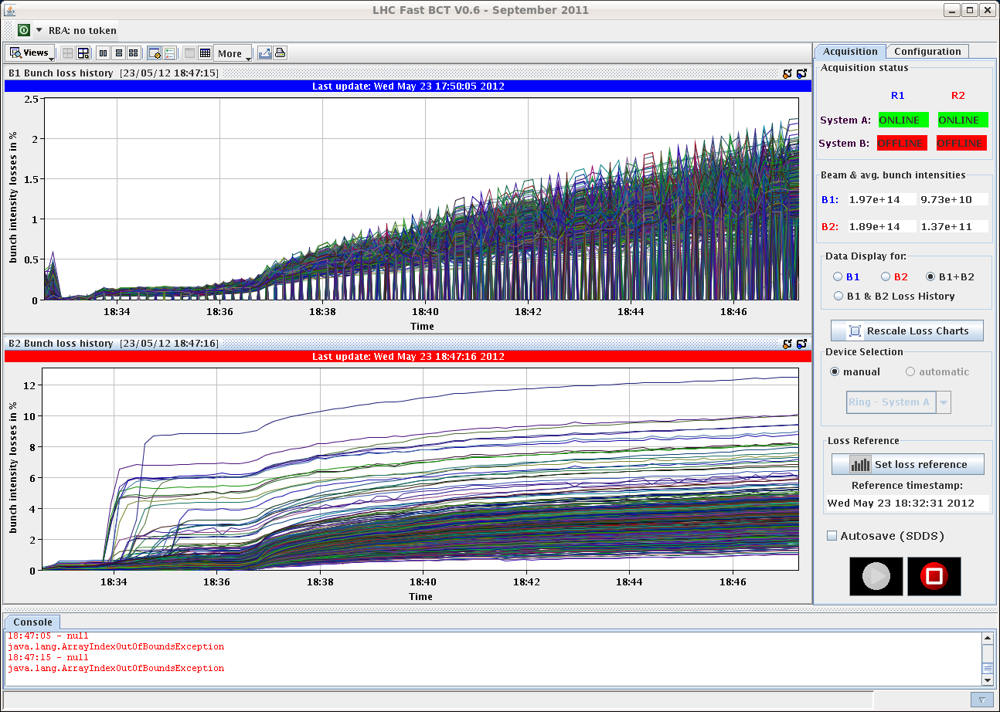 LHC Fast BCT V0.6 - September 2011
RBA: no token
Views
More
B1 Bunch loss history [23/05/12 18:47:15]
Last update: Wed May 23 17:50:05 2012
bunch intensity losses in %
2.5
2
1.5
1
0.5
0
18:34 18:36 18:38 18:40 18:42 18:44 18:46
Time
B2 Bunch loss history [23/05/12 18:47:16]
Last update: Wed May 23 18:47:16 2012
bunch intensity losses in %
12
10
8
6
4
2
0
18:34 18:36 18:38 18:40 18:42 18:44 18:46
Time
Acquisition Configuration
Acquisition status
R1 R2
System A: ONLINE ONLINE
System B: OFFLINE OFFLINE
Beam & avg. bunch intensities
B1: 1.97e+14 9.73e+10
B2: 1.89e+14 1.37e+11
Data Display for:
B1 B2 B1+B2
B1 & B2 Loss History
Rescale Loss Charts
Device Selection
manual automatic
Ring - System A
Loss Reference
Set loss reference
Reference timestamp:
Wed May 23 18:32:31 2012
Autosave (SDDS)
Console
18:47:05 - null
java.lang.ArrayIndexOutOfBoundsException
18:47:15 - null
java.lang.ArrayIndexOutOfBoundsException